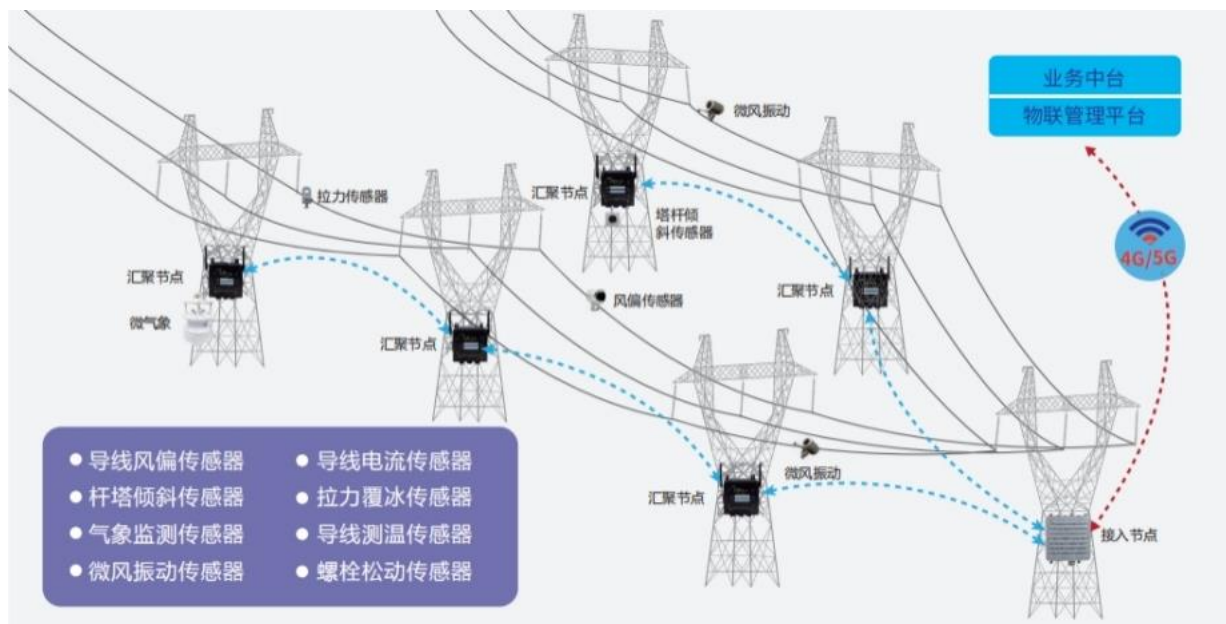 业务中台
物联管理平台
微风振动
汇聚节点
拉力传感器
塔杆倾
斜传感器
4G/5G
汇聚节点
汇聚节点
风偏传感器
微气象
汇聚节点
导线风偏传感器
导线电流传感器
杆塔倾斜传感器
拉力覆冰传感器
气象监测传感器
导线测温传感器
微风振动传感器
螺栓松动传感器
微风振动
汇聚节点
接入节点